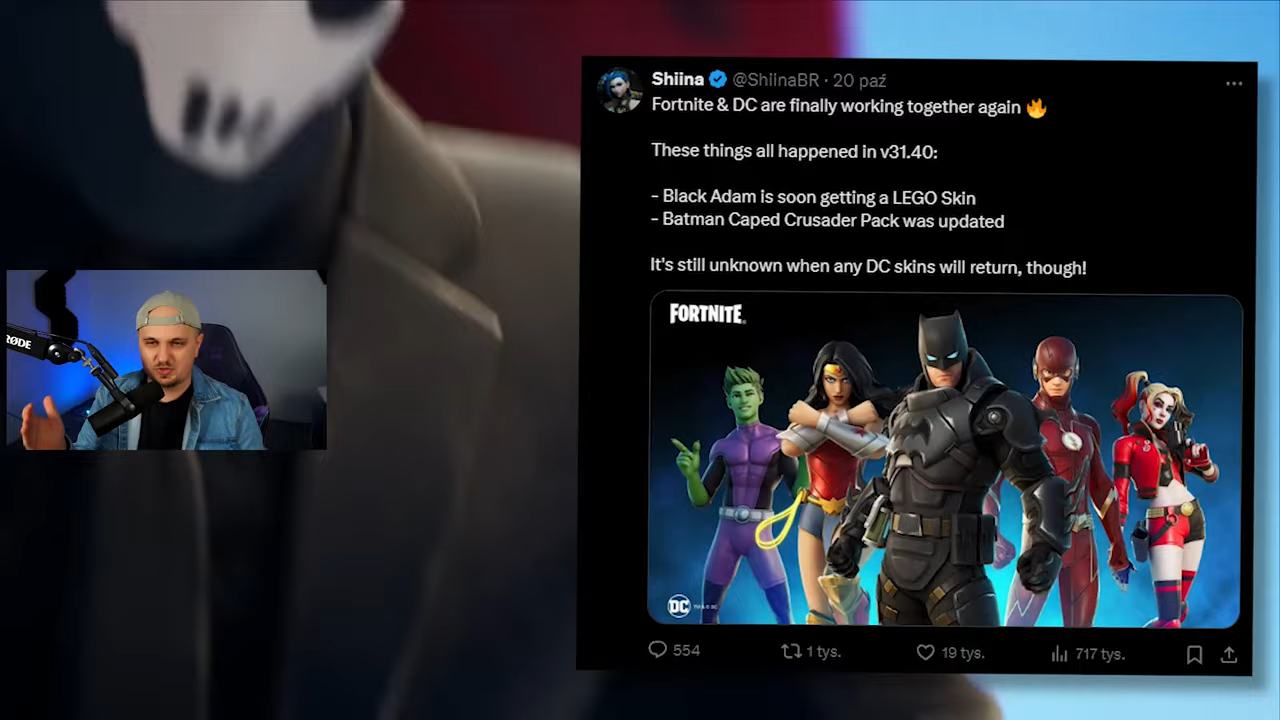 Shiina @ShiinaBR · 20 paź
Fortnite & DC are finally working together again 🔥
These things all happened in v31.40:
- Black Adam is soon getting a LEGO Skin
- Batman Caped Crusader Pack was updated
It's still unknown when any DC skins will return, though!
FORTNITE
RØDE
DC
554 1 tys. 19 tys. 717 tys.